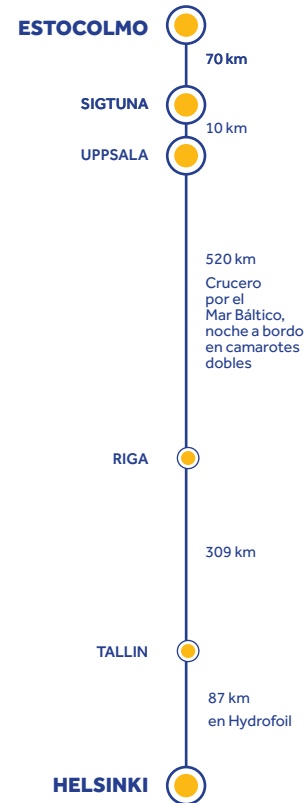 ESTOCOLMO
70 km
SIGTUNA
10 km
UPPSALA
520 km
Crucero
por el
Mar Báltico,
noche a bordo
en camarotes
dobles
RIGA
309 km
TALLIN
87 km
en Hydrofoil
HELSINKI